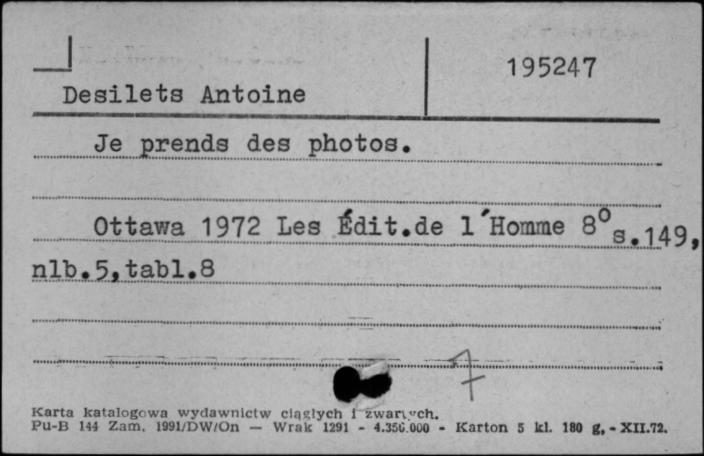 195247
Desilets Antoine
Je prends des photos.
Ottawa 1972 Les Édit.de l'Homme 8° s.149,
nlb.5,tabl.8
7
Karta katalogowa wydawnictw ciągłych i zwartych.
Pu-B 144 Zam. 1991/DW/On — Wrak 1291 - 4.356.000 - Karton 5 kl. 180 g. - XII.72.